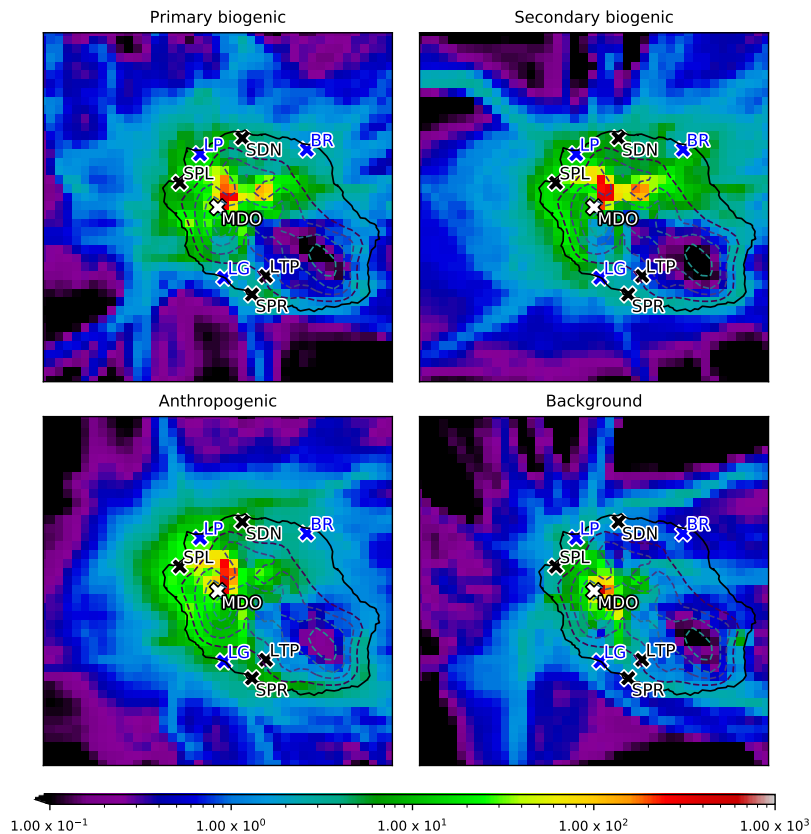 Primary biogenic
Secondary biogenic
LP
SDN
BR
SPL
MDO
LG
LTP
SPR
LP
SDN
BR
SPL
MDO
LG
LTP
SPR
Anthropogenic
Background
LP
SDN
BR
SPL
MDO
LG
LTP
SPR
LP
SDN
BR
SPL
MDO
LG
LTP
SPR
1.00 x 10⁻¹
1.00 x 10⁰
1.00 x 10¹
1.00 x 10²
1.00 x 10³